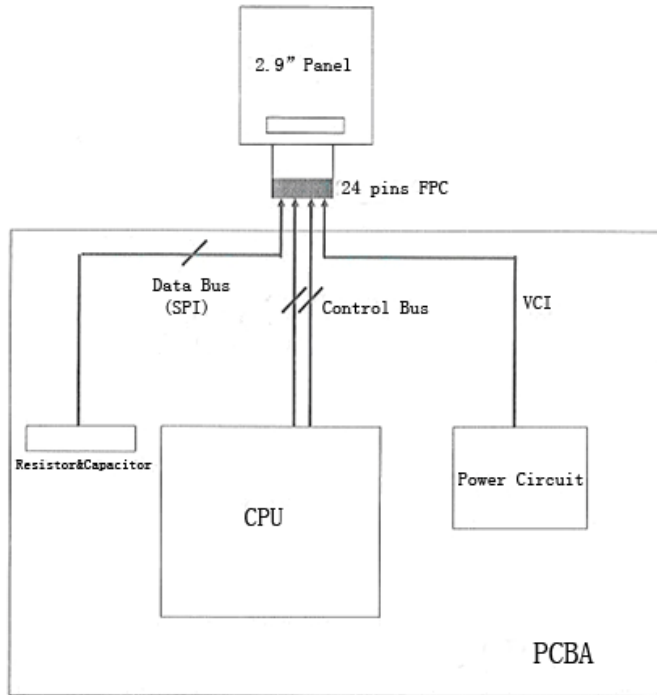 2.9” Panel
24 pins FPC
Data Bus
(SPI)
Control Bus
VCI
Resistor&Capacitor
CPU
Power Circuit
PCBA